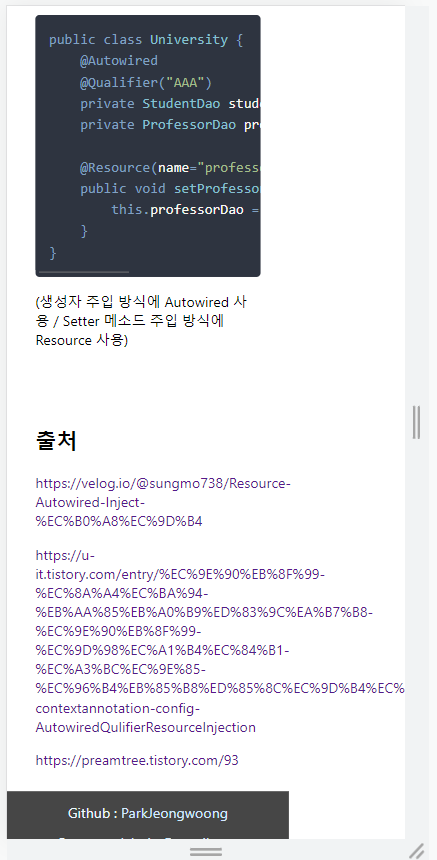 public class University {
@Autowired
@Qualifier("AAA")
private StudentDao stude
private ProfessorDao pro
@Resource(name="profess
public void setProfesso
this.professorDao =
}
}
(생성자 주입 방식에 Autowired 사
용 / Setter 메소드 주입 방식에
Resource 사용)
출처
https://velog.io/@sungmo738/Resource-
Autowired-Inject-
%EC%B0%A8%EC%9D%B4
https://u-
it.tistory.com/entry/%EC%9E%90%EB%8F%99-
%EC%8A%A4%EC%BA%94-
%EB%AA%85%EB%A0%B9%ED%83%9C%EA%B7%B8-
%EC%9E%90%EB%8F%99-
%EC%9D%98%EC%A1%B4%EC%84%B1-
%EC%A3%BC%EC%9E%85-
%EC%96%B4%EB%85%B8%ED%85%8C%EC%9D%B4%EC%
contextannotation-config-
AutowiredQulifierResourceInjection
https://preamtree.tistory.com/93
Github : ParkJeongwoong